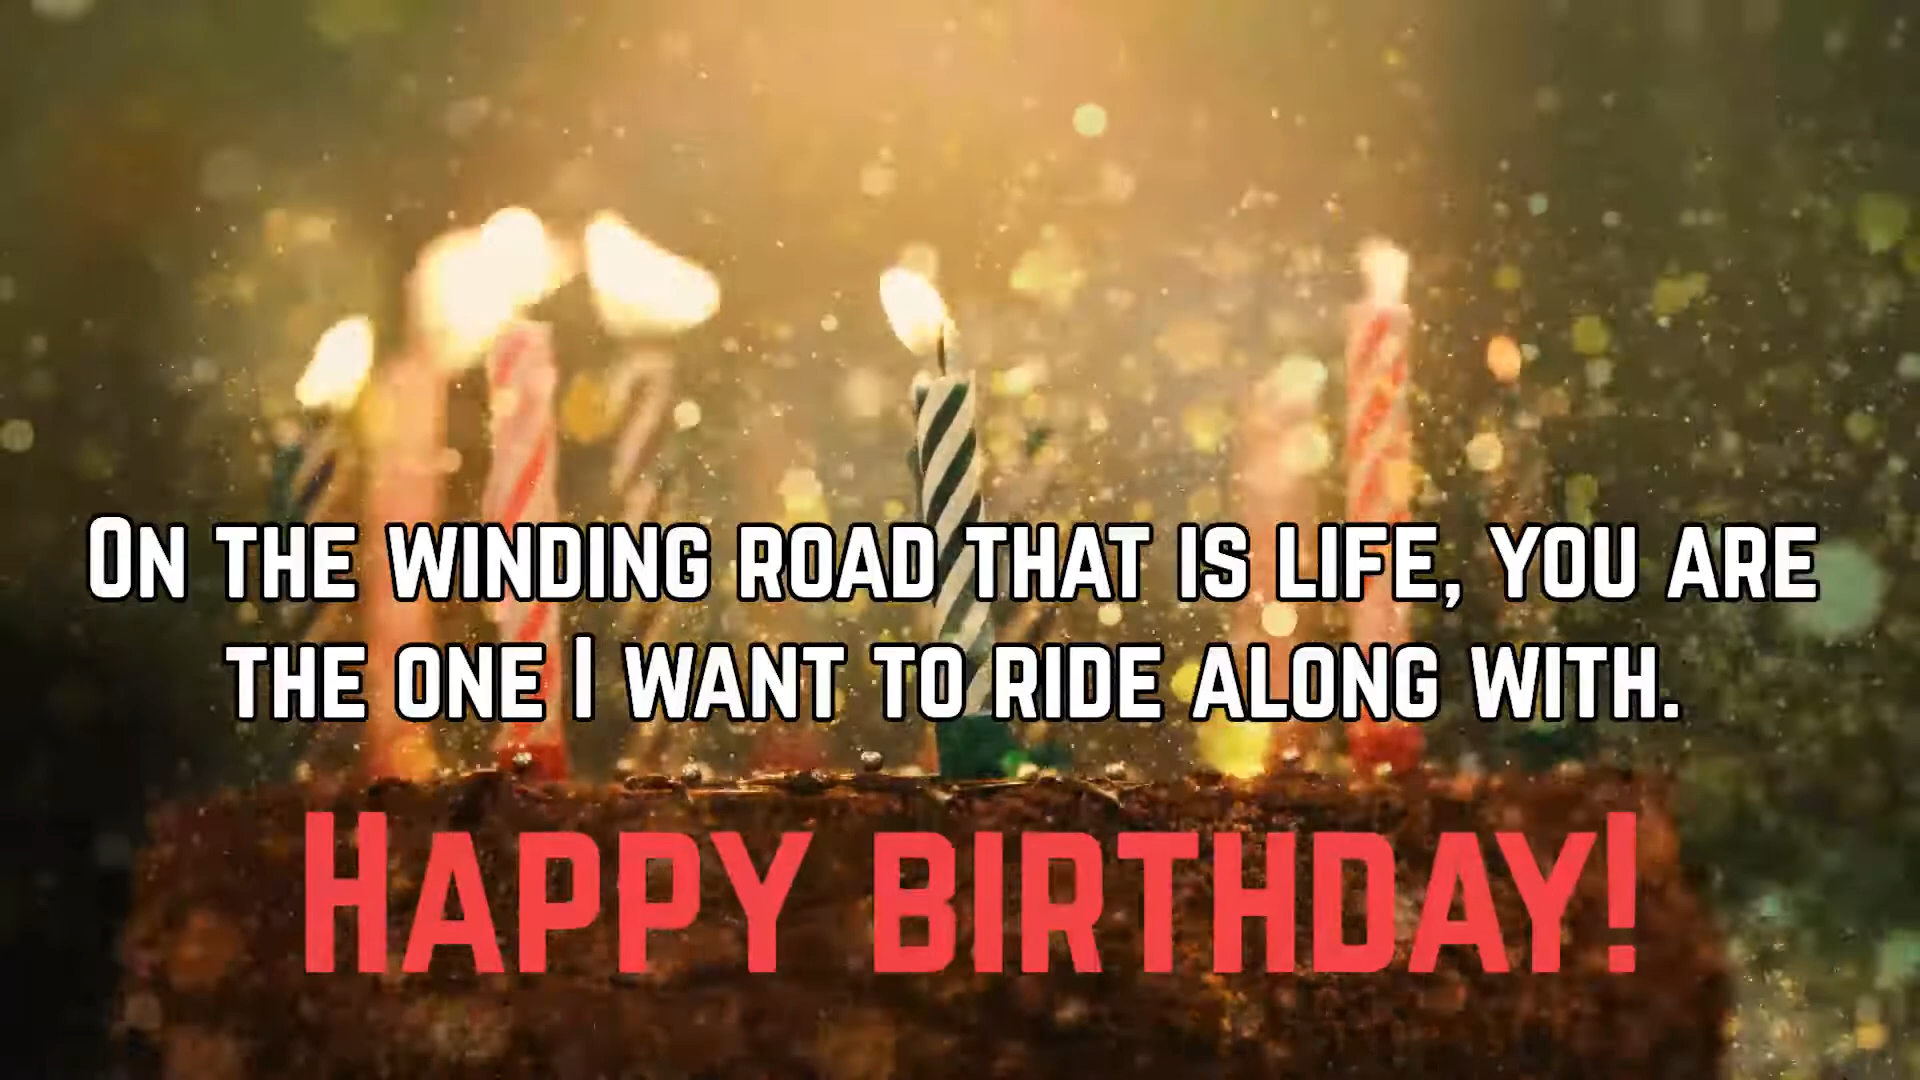 On the winding road that is life, you are
the one I want to ride along with.
Happy birthday!